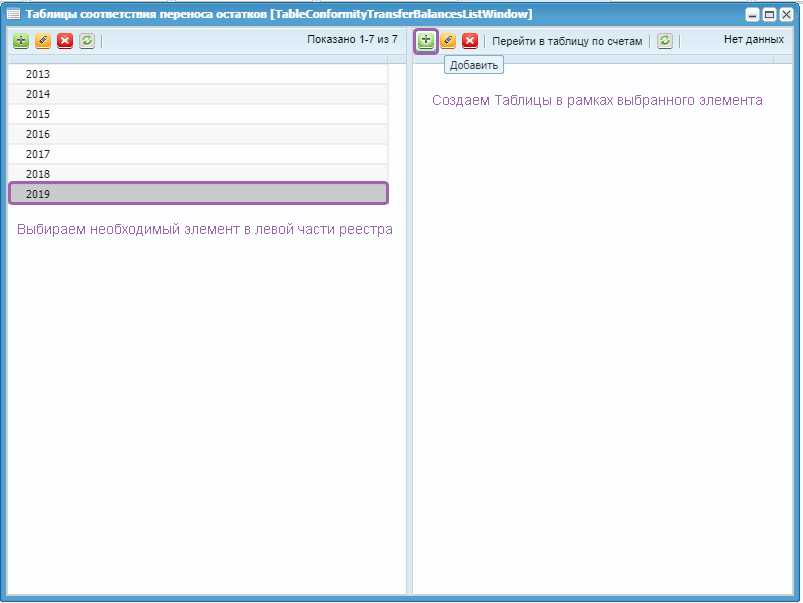 Таблицы соответствия переноса остатков [TableConformityTransferBalancesListWindow]
Показано 1-7 из 7
Перейти в таблицу по счетам
Нет данных
Добавить
2013
2014
2015
2016
2017
2018
2019
Создаем Таблицы в рамках выбранного элемента
Выбираем необходимый элемент в левой части реестра